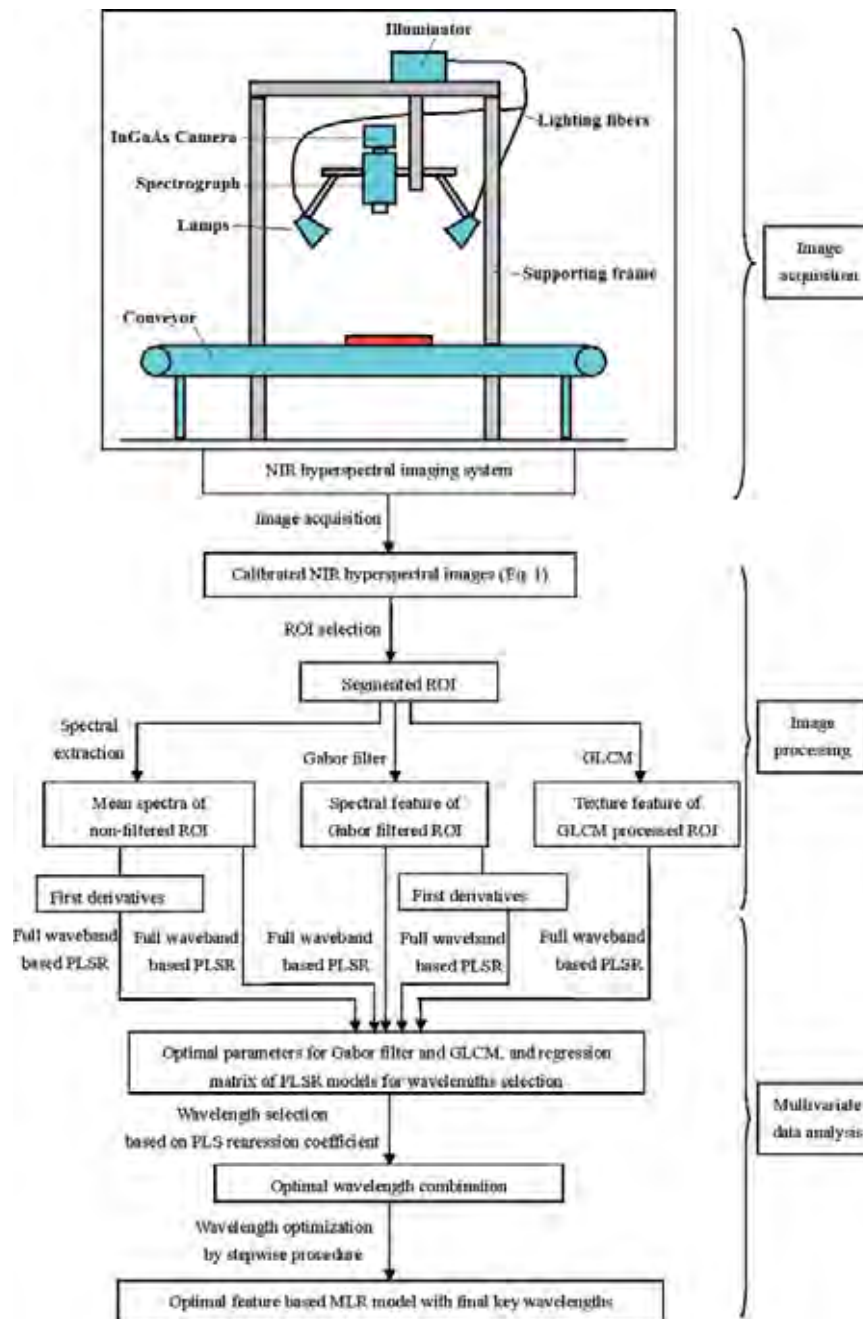 Illuminator
Lighting fibers
InGaAs Camera
Spectrograph
Lamps
Image
acquisition
Supporting frame
Conveyor
NIR hyperspectral imaging system
Image acquisition
Calibrated NIR hyperspectral images (Eq. 1)
ROI selection
Segmented ROI
Spectral
extraction
Gabor filter
GLCM
Image
processing
Mean spectra of
non-filtered ROI
Spectral feature of
Gabor filtered ROI
Texture feature of
GLCM processed ROI
First derivatives
First derivatives
Full waveband
based PLSR
Full waveband
based PLSR
Full waveband
based PLSR
Full waveband
based PLSR
Full waveband
based PLSR
Optimal parameters for Gabor filter and GLCM, and regression
matrix of PLSR models for wavelengths selection
Wavelength selection
based on PLS regression coefficient
Multivariate
data analysis
Optimal wavelength combination
Wavelength optimization
by stepwise procedure
Optimal feature based MLR model with final key wavelengths